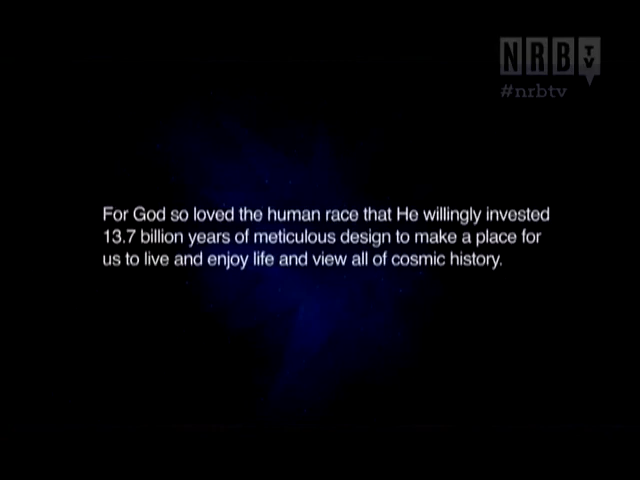 NRB TV
#nrbtv
For God so loved the human race that He willingly invested
13.7 billion years of meticulous design to make a place for
us to live and enjoy life and view all of cosmic history.